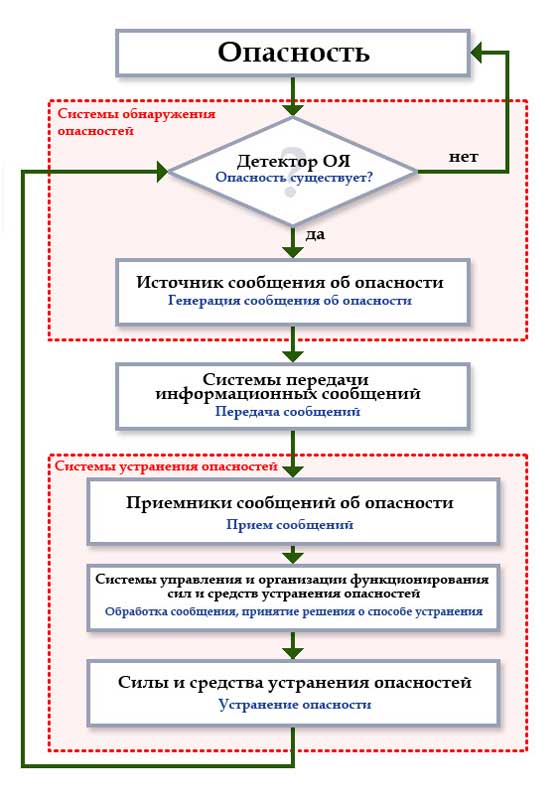 Опасность
Системы обнаружения
опасностей
Детектор ОЯ
?
Опасность существует?
нет
да
Источник сообщения об опасности
Генерация сообщения об опасности
Системы передачи
информационных сообщений
Передача сообщений
Системы устранения опасностей
Приемники сообщений об опасности
Прием сообщений
Системы управления и организации функционирования
сил и средств устранения опасностей
Обработка сообщения, принятие решения о способе устранения
Силы и средства устранения опасностей
Устранение опасности